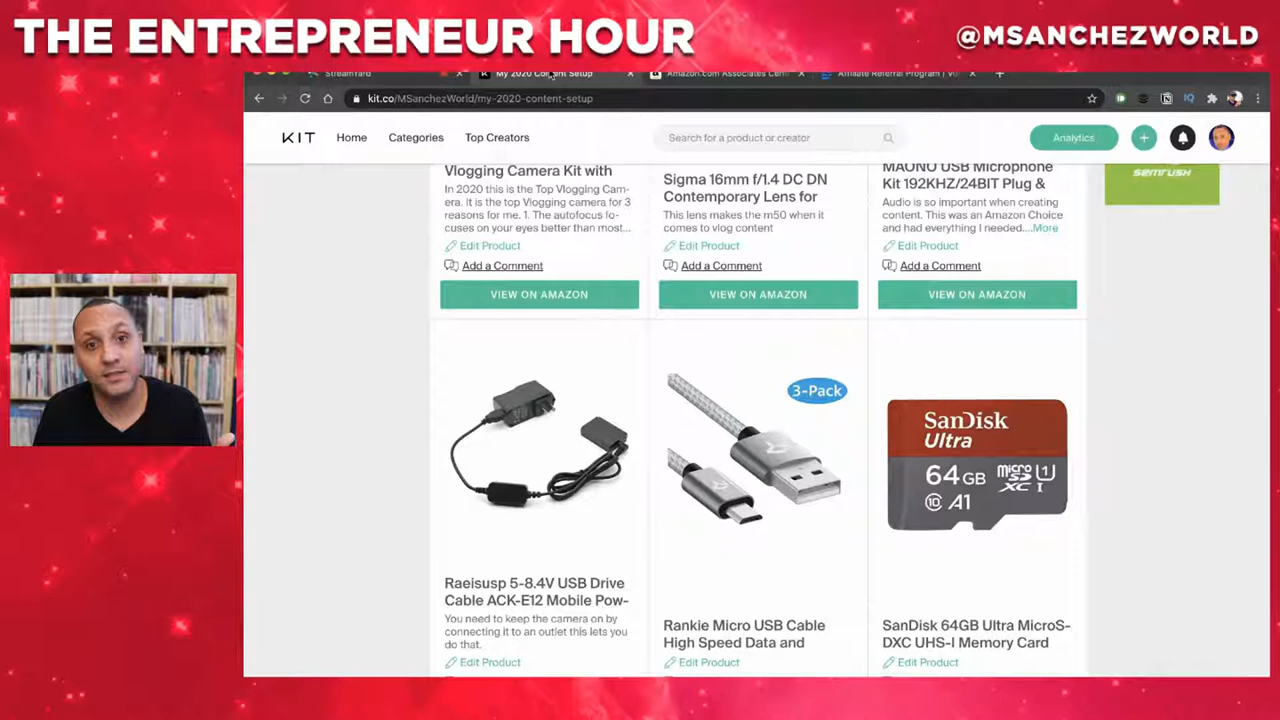 THE ENTREPRENEUR HOUR
@MSANCHEZWORLD
StreamYard
My 2020 Content Setup
Amazon.com Associates Cent
Affiliate Referral Program |
kit.co/MSanchezWorld/my-2020-content-setup
KIT
Home
Categories
Top Creators
Search for a product or creator
Analytics
semrush
Vlogging Camera Kit with
In 2020 this is the Top Vlogging Cam-
era. It is the top Vlogging camera for 3
reasons for me. 1. The autofocus fo-
cuses on your eyes better than most...
Edit Product
Add a Comment
VIEW ON AMAZON
Sigma 16mm f/1.4 DC DN
Contemporary Lens for
This lens makes the m50 when it
comes to vlog content
Edit Product
Add a Comment
VIEW ON AMAZON
MAONO USB Microphone
Kit 192KHZ/24BIT Plug &
Audio is so important when creating
content. This was an Amazon Choice
and had everything I needed....More
Edit Product
Add a Comment
VIEW ON AMAZON
Raeisusp 5-8.4V USB Drive
Cable ACK-E12 Mobile Pow-
You need to keep the camera on by
connecting it to an outlet this lets you
do that.
Edit Product
3-Pack
Rankie Micro USB Cable
High Speed Data and
Edit Product
SanDisk
Ultra
64GB
micro SD XC I
U1
10 A1
SanDisk 64GB Ultra MicroS-
DXC UHS-I Memory Card
Edit Product